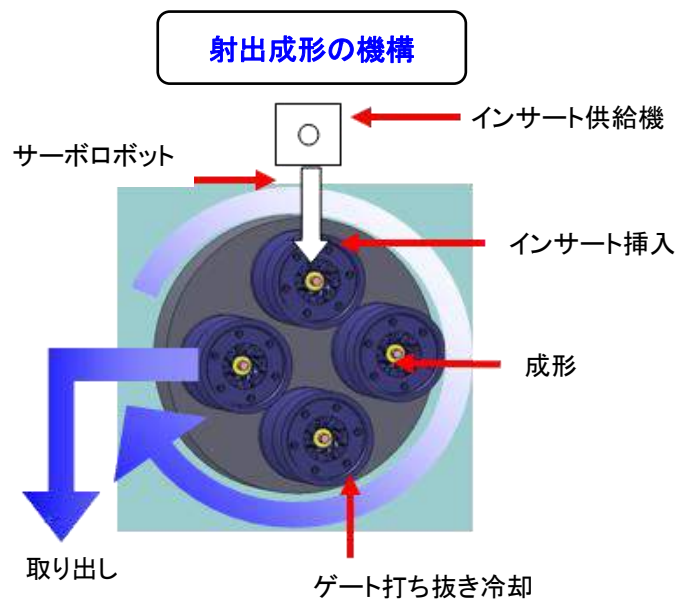 射出成形の機構
インサート供給機
サーボロボット
インサート挿入
成形
取り出し
ゲート打ち抜き冷却